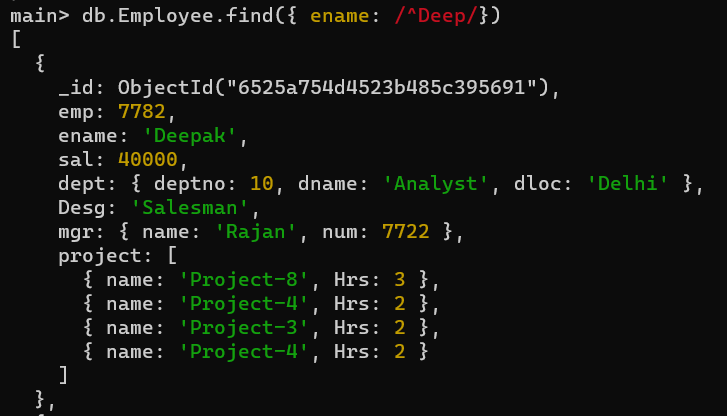 main> db.Employee.find({ ename: /^Deep/})
[
  {
    _id: ObjectId("6525a754d4523b485c395691"),
    emp: 7782,
    ename: 'Deepak',
    sal: 40000,
    dept: { deptno: 10, dname: 'Analyst', dloc: 'Delhi' },
    Desg: 'Salesman',
    mgr: { name: 'Rajan', num: 7722 },
    project: [
      { name: 'Project-8', Hrs: 3 },
      { name: 'Project-4', Hrs: 2 },
      { name: 'Project-3', Hrs: 2 },
      { name: 'Project-4', Hrs: 2 }
    ]
  },